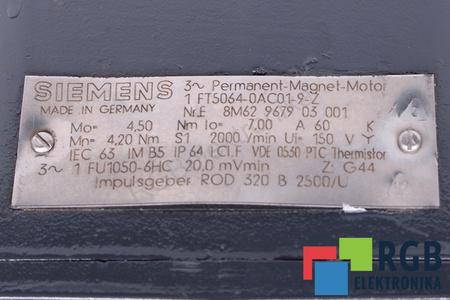 SIEMENS 3~ Permanent-Magnet-Motor
1 FT5064-0AC01-9-Z
MADE IN GERMANY Nr.E 8M62 9679 03 001
Mo= 4,50 Nm Io= 7,00 A 60 K
Mn= 4,20 Nm S1 2000/min Ui= 150 V Y
IEC 63 IM B5 IP 64 I.Cl.F VDE 0530 PTC Thermistor
3~ 1 FU1050-6HC 20.0 mVmin Z: G44
Impulsgeber ROD 320 B 2500/U
RGB
ELEKTRONIKA